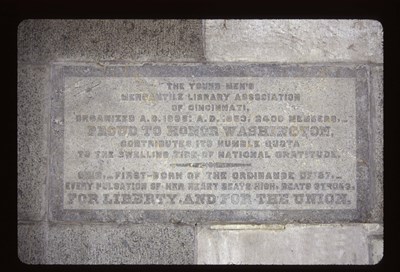 THE YOUNG MEN'S
MERCANTILE LIBRARY ASSOCIATION
OF CINCINNATI,
ORGANIZED A.D. 1835: A.D. 1850. 2400 MEMBERS.
PROUD TO HONOR WASHINGTON,
CONTRIBUTES ITS HUMBLE QUOTA
TO THE SWELLING TIDE OF NATIONAL GRATITUDE.
OHIO. FIRST-BORN OF THE ORDINANCE OF '87.
EVERY PULSATION OF HER HEART BEATS HIGH, BEATS STRONG,
FOR LIBERTY, AND FOR THE UNION.